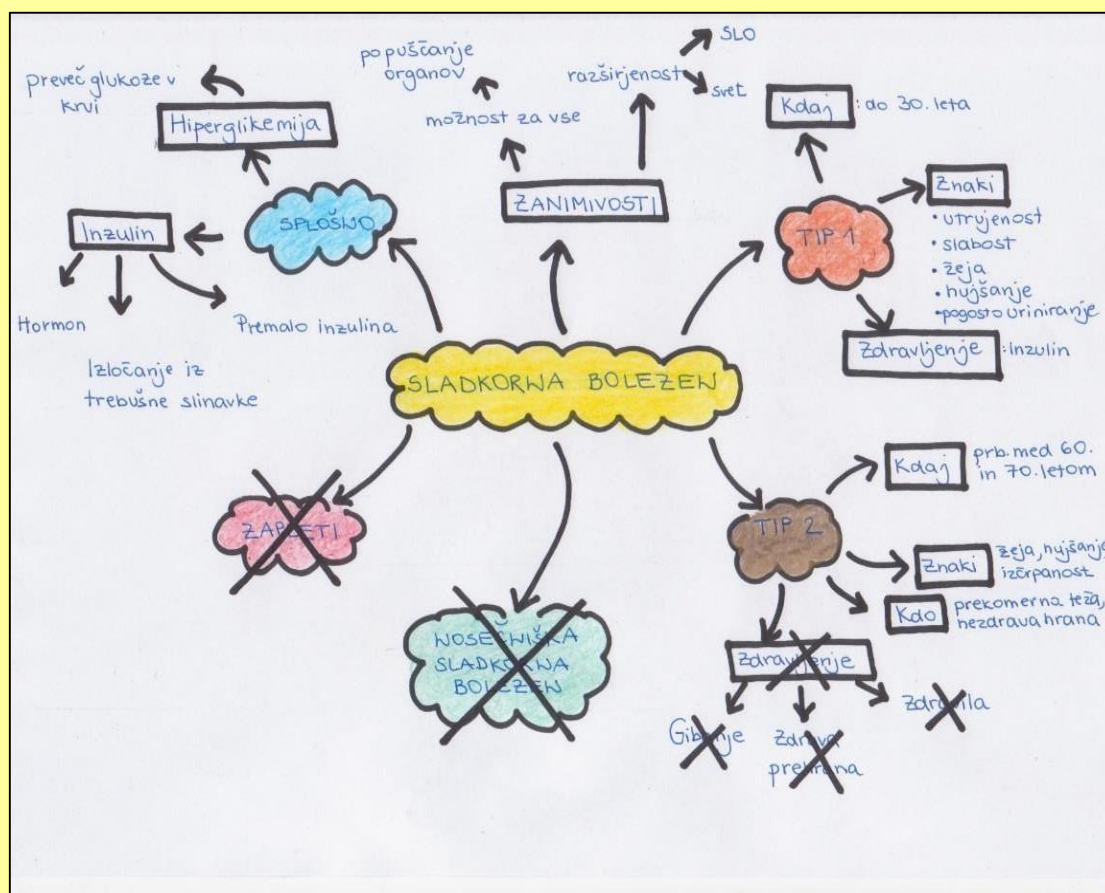 SLADKORNA BOLEZEN
SPLOŠNO
Hiperglikemija
preveč glukoze v
krvi
Inzulin
Hormon
Izločanje iz
trebušne slinavke
Premalo inzulina
ZANIMIVOSTI
možnost za vse
popuščanje
organov
razširjenost
SLO
svet
TIP 1
Kdaj
: do 30. leta
Znaki
• utrujenost
• slabost
• žeja
• hujšanje
• pogosto uriniranje
Zdravljenje
: Inzulin
TIP 2
Kdaj
prb. med 60.
in 70. letom
Znaki
žeja, hujšanje,
izčrpanost
Kdo
prekomerna teža,
nezdrava hrana
Zdravljenje
Gibanje
Zdrava
prehrana
Zdravila
NOSEČNIŠKA
SLADKORNA
BOLEZEN
ZAPLETI